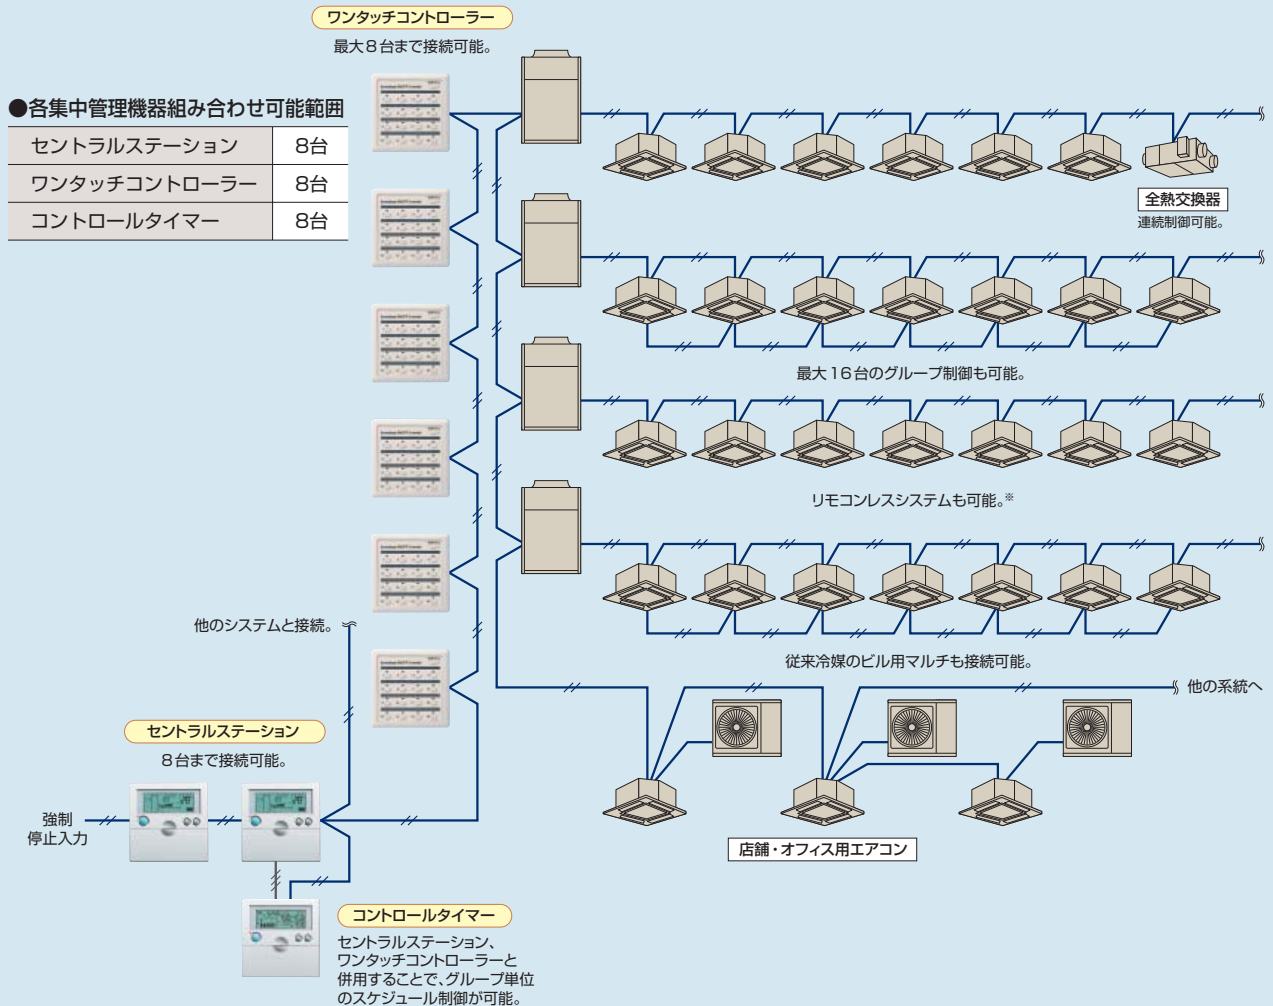 ワンタッチコントローラー
最大8台まで接続可能。
●各集中管理機器組み合わせ可能範囲
セントラルステーション 8台
ワンタッチコントローラー 8台
コントロールタイマー 8台
全熱交換器
連続制御可能。
最大16台のグループ制御も可能。
リモコンレスシステムも可能。※
従来冷媒のビル用マルチも接続可能。
他のシステムと接続。
他の系統へ
セントラルステーション
8台まで接続可能。
強制
停止入力
店舗・オフィス用エアコン
コントロールタイマー
セントラルステーション、
ワンタッチコントローラーと
併用することで、グループ単位
のスケジュール制御が可能。